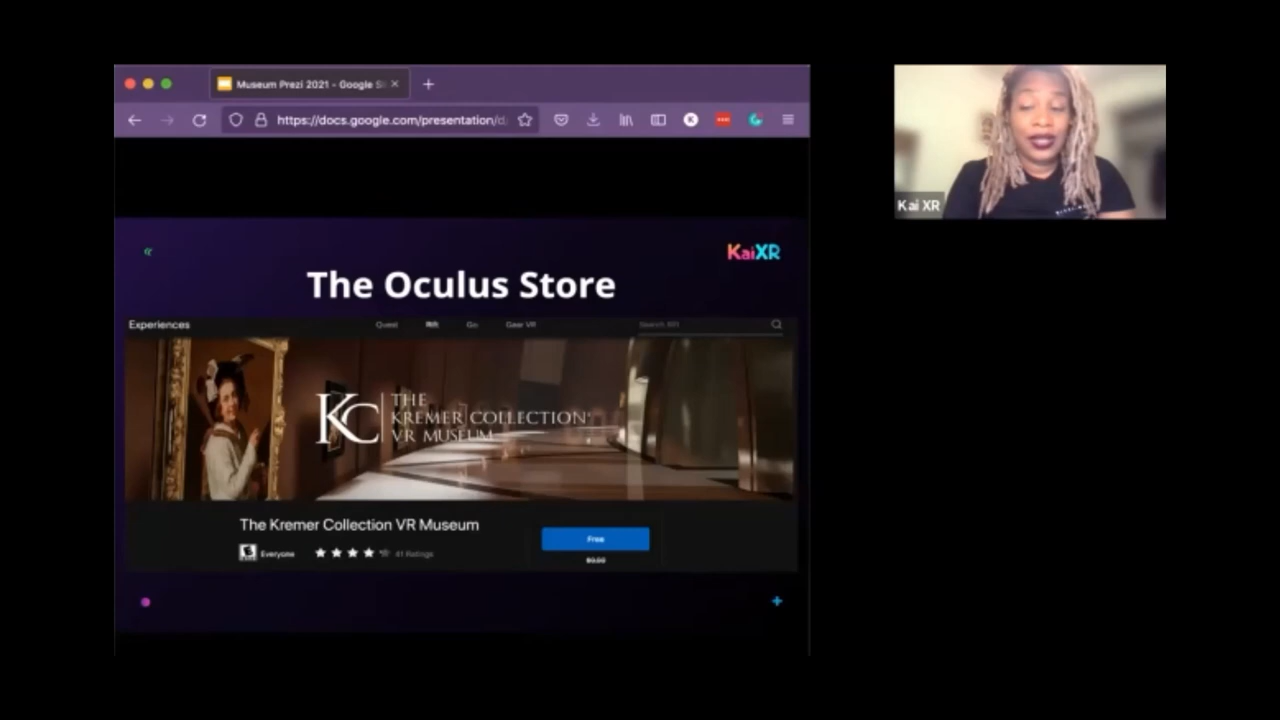 Museum Prezi 2021 - Google Sl
https://docs.google.com/presentation/d
KaiXR
The Oculus Store
Experiences
Quest
Rift
Go
Gear VR
Search
KC
THE
KREMER COLLECTION
VR MUSEUM
The Kremer Collection VR Museum
Free
E
Everyone
41 Ratings
$0.00
Kai XR